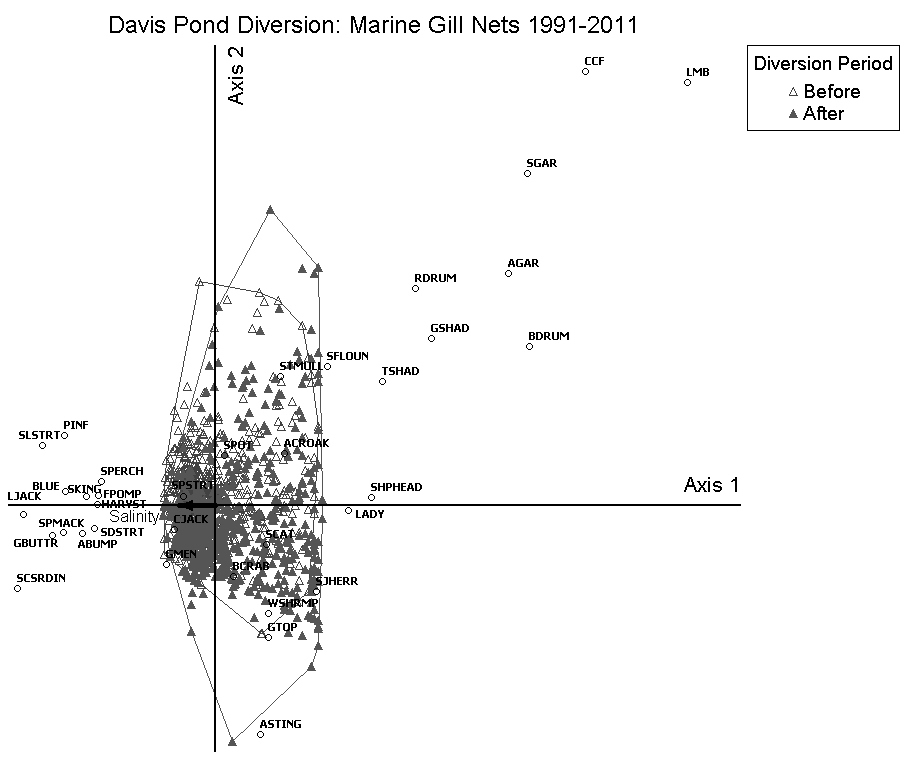 Davis Pond Diversion: Marine Gill Nets 1991-2011
Axis 2
Diversion Period
Before
After
CCF
LMB
SGAR
AGAR
RDRUM
GSHAD
BDRUM
SFLOUN
STMULL
TSHAD
PINF
SLSTRT
SPOT
ACROAK
SPERCH
BLUE
SKING
FPOMP
SPSTRT
SHPHEAD
Axis 1
LJACK
HARVST
Salinity
LADY
CJACK
SPMACK
SDSTRT
GBUTTR
ABUMP
SCAT
GMEN
BCRAB
SCSRDIN
SJHERR
WSHRMP
GTOP
ASTING